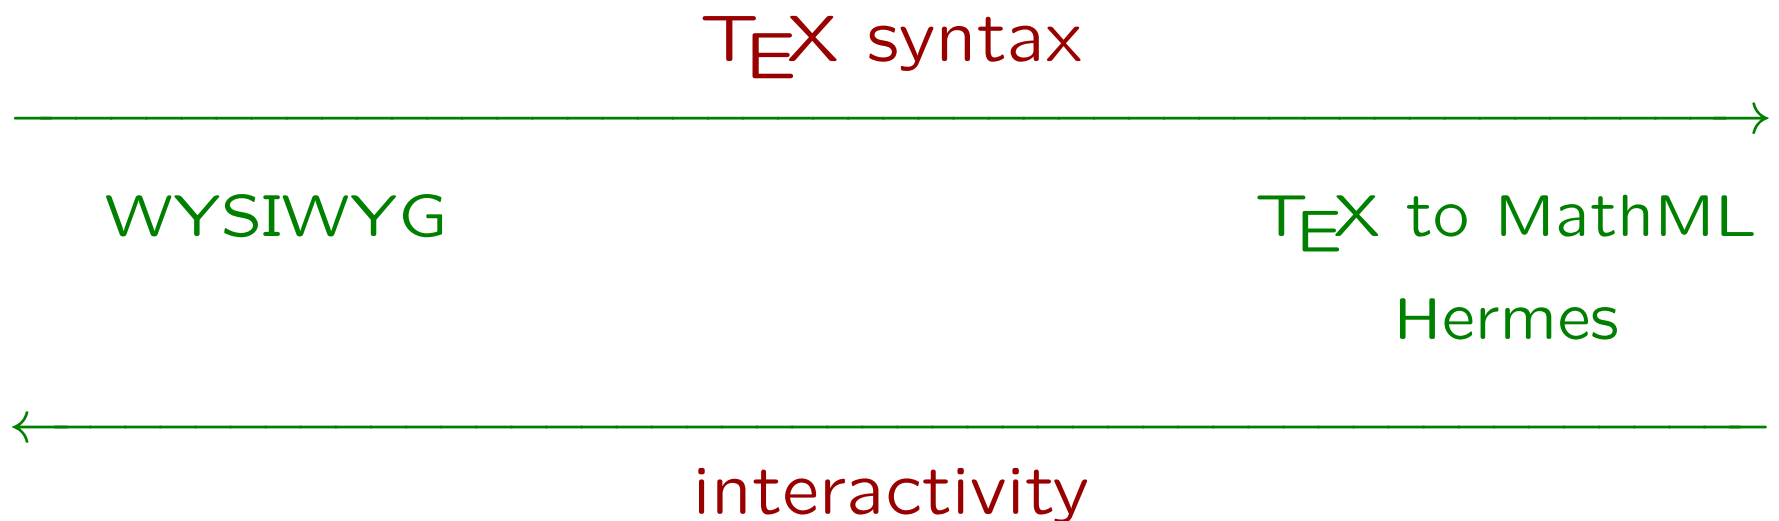 TEX syntax
WYSIWYG TEX to MathML
Hermes
interactivity